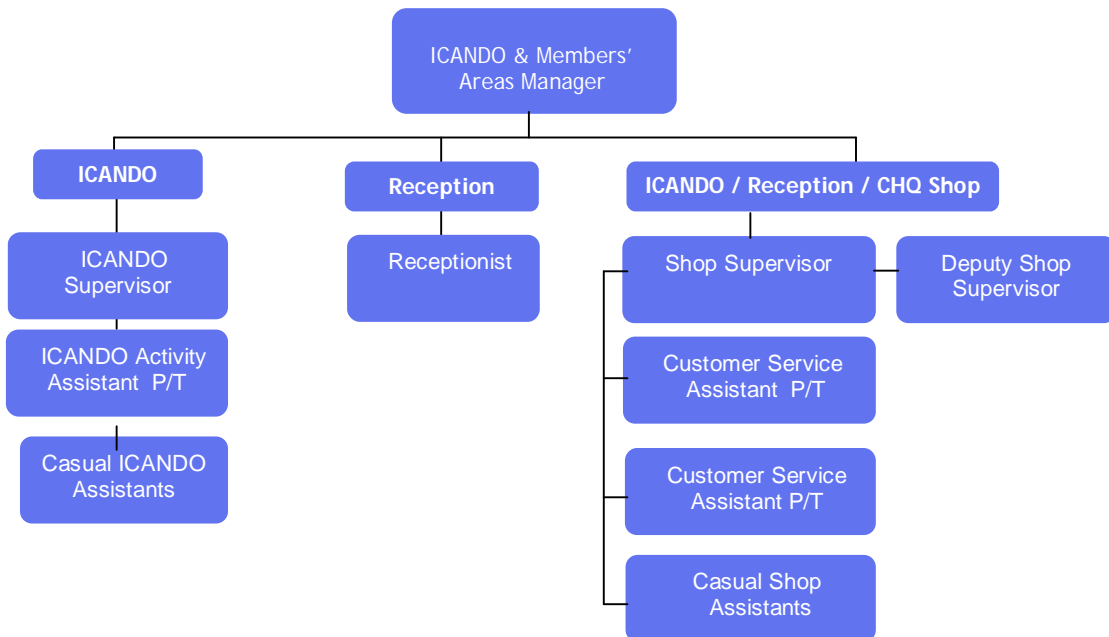 ICANDO & Members'
Areas Manager
ICANDO
Reception
ICANDO / Reception / CHQ Shop
ICANDO
Supervisor
Receptionist
Shop Supervisor
Deputy Shop
Supervisor
ICANDO Activity
Assistant P/T
Customer Service
Assistant P/T
Casual ICANDO
Assistants
Customer Service
Assistant P/T
Casual Shop
Assistants